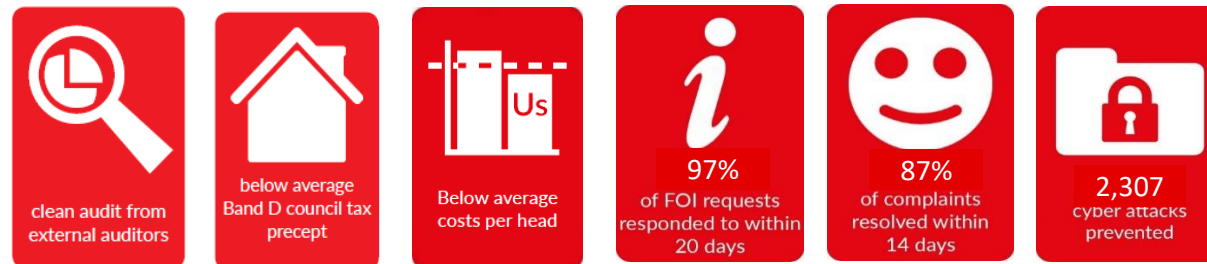 clean audit from
external auditors
below average
Band D council tax
precept
Us
Below average
costs per head
97%
of FOI requests
responded to within
20 days
87%
of complaints
resolved within
14 days
2,307
cyber attacks
prevented